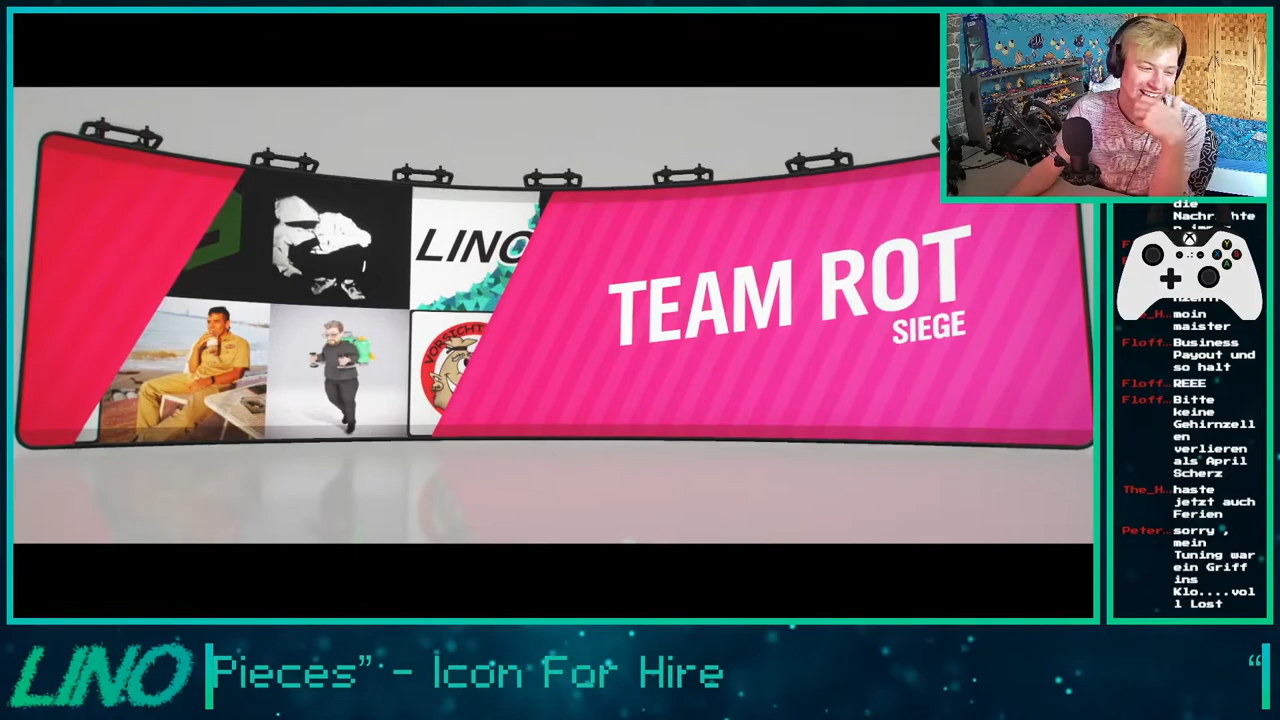 LINO
VORSICHT
TEAM ROT
SIEGE
die
Nachr
hte
moin
maister
Floff... Business
Payout und
so halt
Floff... REEE
Floff... Bitte
keine
Gehirnzell
en
verlieren
als April
Scherz
The_H... haste
jetzt auch
Ferien
Peter... sorry ,
mein
Tuning war
ein Griff
ins
Klo....vol
l Lost
Y
X
B
A
LINO
Pieces” - Icon For Hire
“